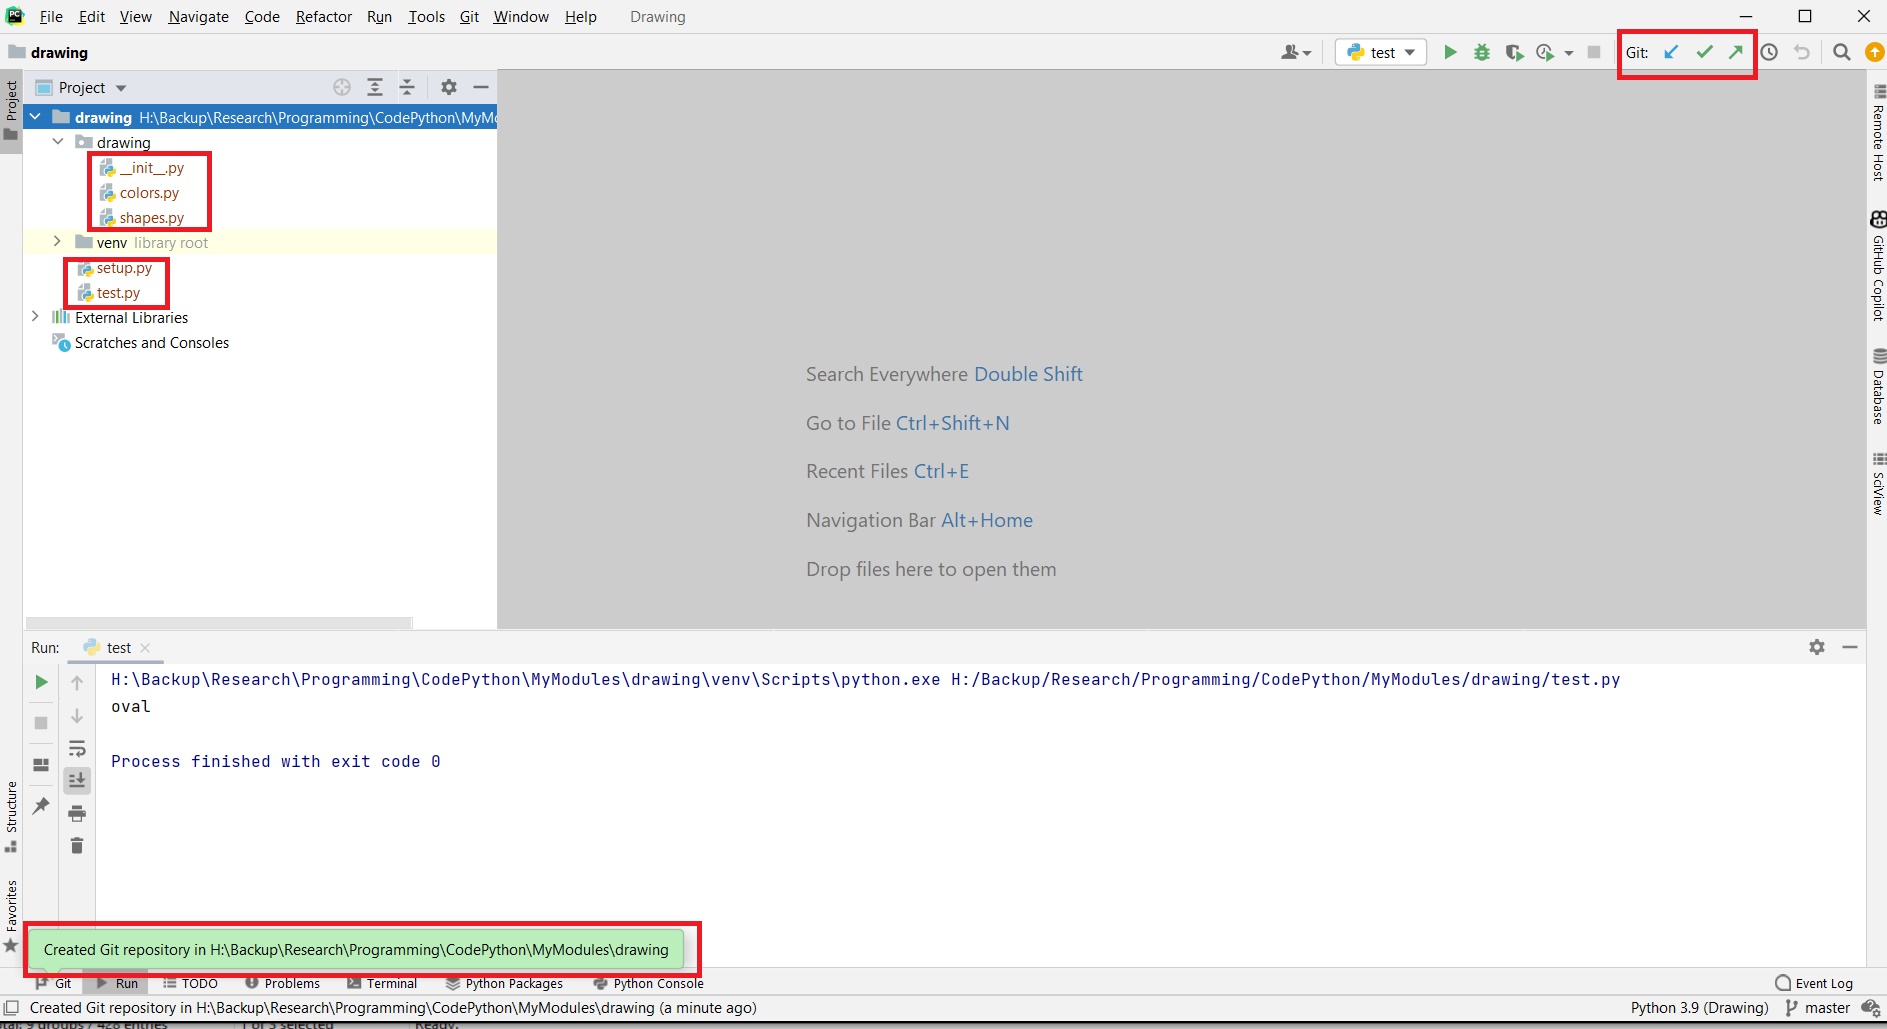 File Edit View Navigate Code Refactor Run Tools Git Window Help Drawing
drawing
test
Git:
Project
Project
drawing H:\Backup\Research\Programming\CodePython\MyMo
drawing
__init__.py
colors.py
shapes.py
venv library root
setup.py
test.py
External Libraries
Scratches and Consoles
Search Everywhere Double Shift
Go to File Ctrl+Shift+N
Recent Files Ctrl+E
Navigation Bar Alt+Home
Drop files here to open them
Remote Host
GitHub Copilot
Database
SciView
Run: test
H:\Backup\Research\Programming\CodePython\MyModules\drawing\venv\Scripts\python.exe H:/Backup/Research/Programming/CodePython/MyModules/drawing/test.py
oval
Process finished with exit code 0
Structure
Favorites
Created Git repository in H:\Backup\Research\Programming\CodePython\MyModules\drawing
Git Run TODO Problems Terminal Python Packages Python Console Event Log
Created Git repository in H:\Backup\Research\Programming\CodePython\MyModules\drawing (a minute ago) Python 3.9 (Drawing) master